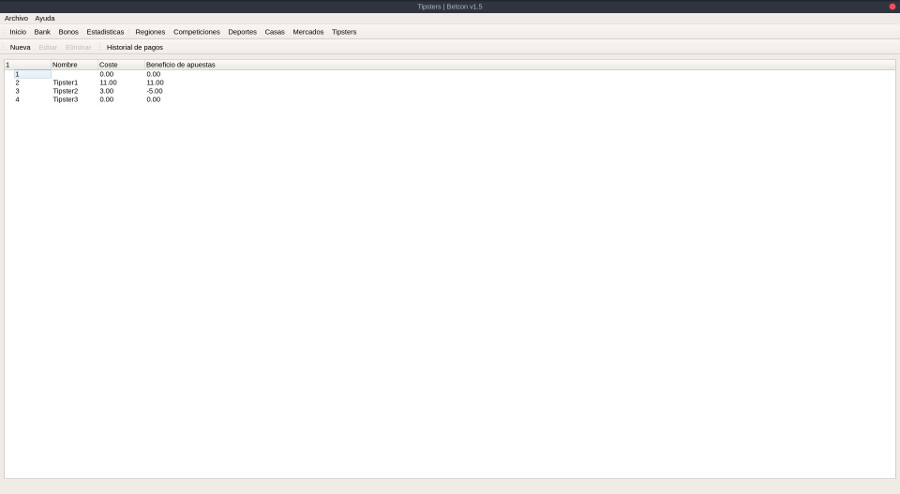 Tipsters | Betcon v1.5
Archivo Ayuda
Inicio Bank Bonos Estadísticas Regiones Competiciones Deportes Casas Mercados Tipsters
Nueva Editar Eliminar Historial de pagos
1 Nombre Coste Beneficio de apuestas
1 0.00 0.00
2 Tipster1 11.00 11.00
3 Tipster2 3.00 -5.00
4 Tipster3 0.00 0.00